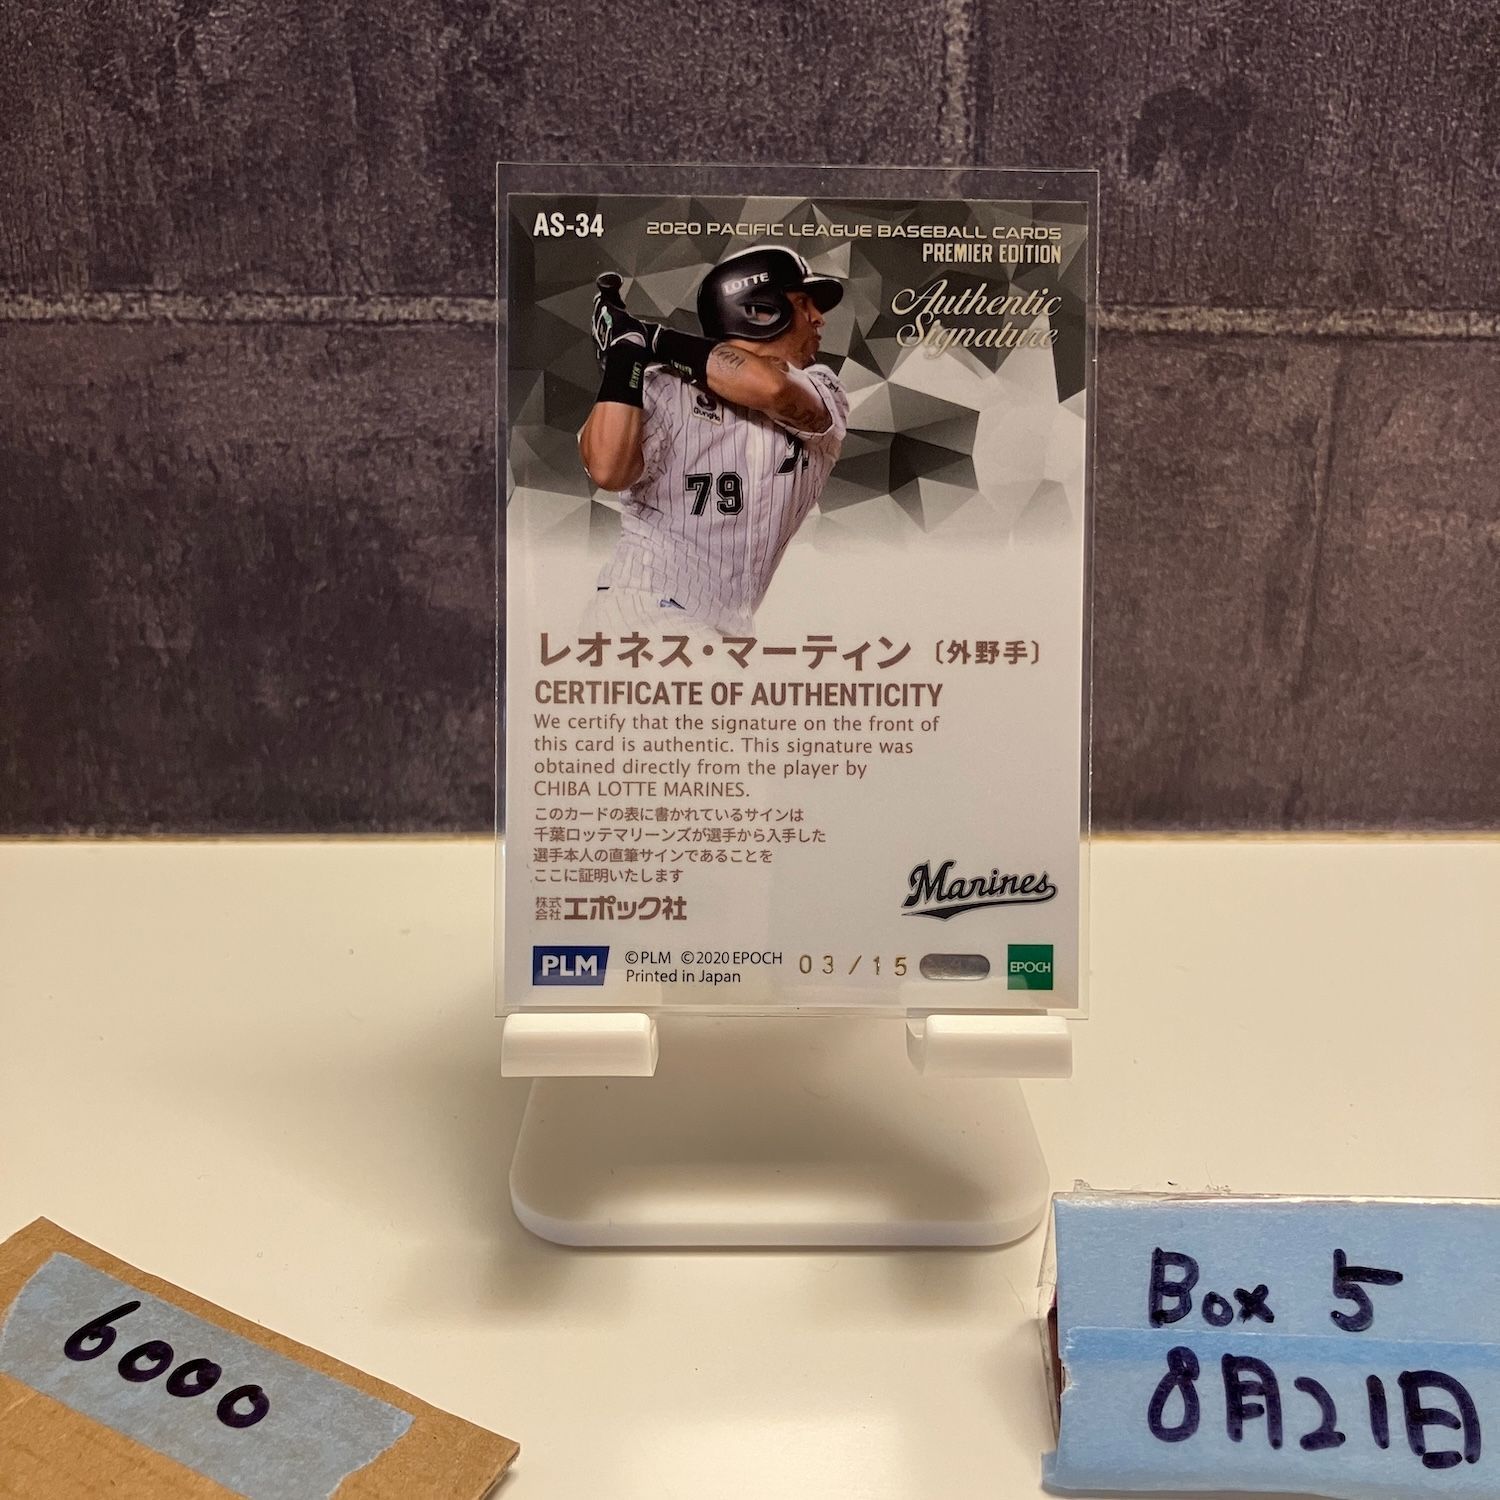 AS-34
2020 PACIFIC LEAGUE BASEBALL CARDS
PREMIER EDITION
Authentic
Signature
LOTTE
GungHo
79
レオネス・マーティン〔外野手〕
CERTIFICATE OF AUTHENTICITY
We certify that the signature on the front of
this card is authentic. This signature was
obtained directly from the player by
CHIBA LOTTE MARINES.
このカードの表に書かれているサインは
千葉ロッテマリーンズが選手から入手した
選手本人の直筆サインであることを
ここに証明いたします
株式会社エポック社
Marines
PLM
©PLM ©2020 EPOCH
Printed in Japan
03/15
EPOCH
6000
Box 5
8月21日